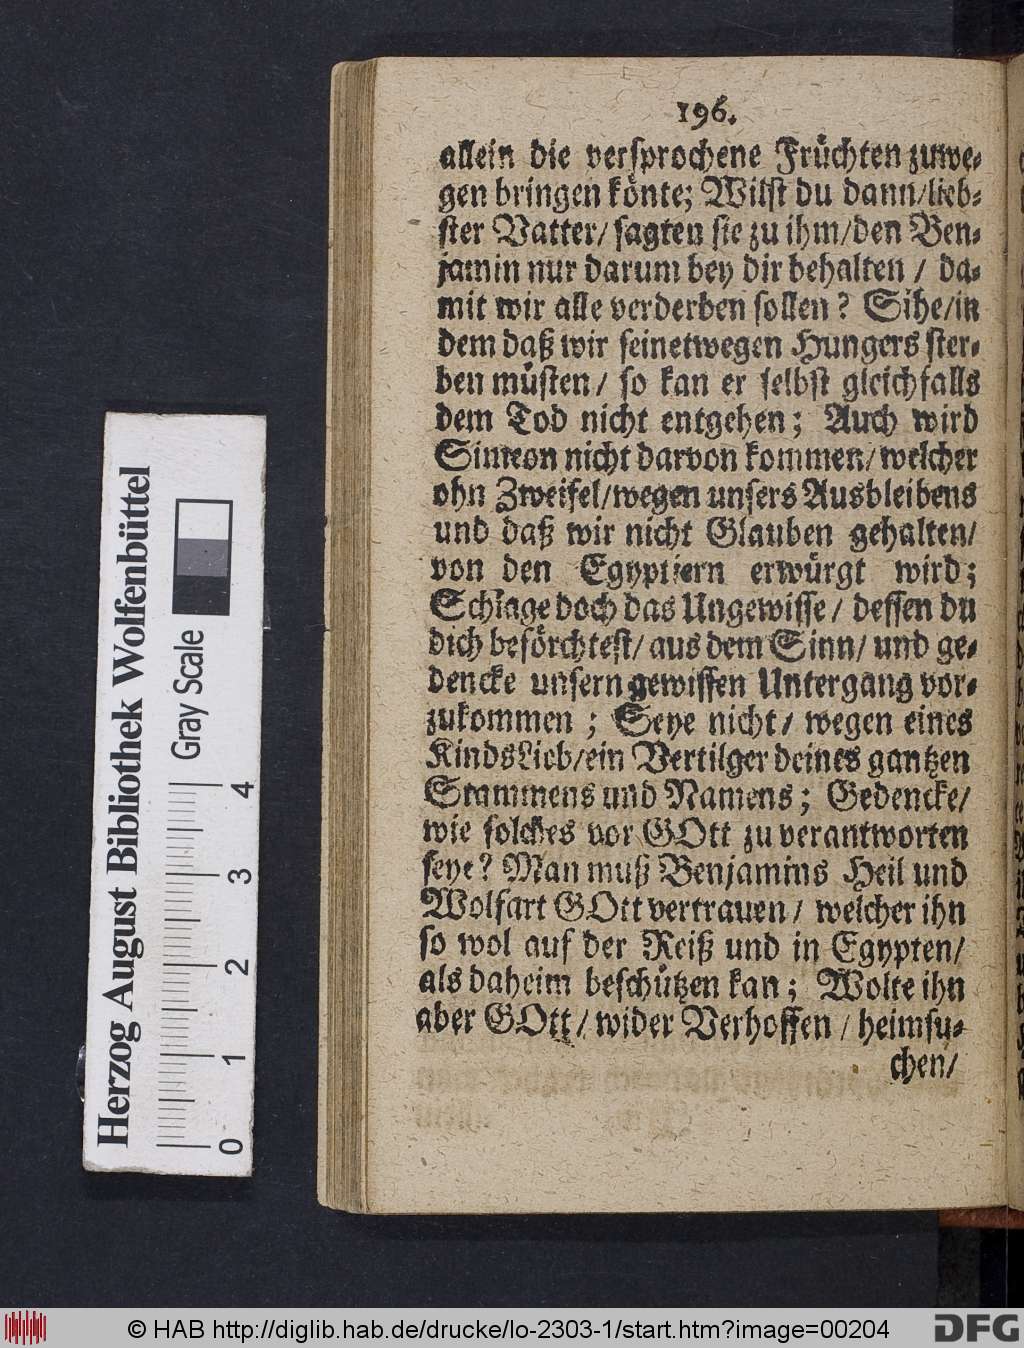 196.
allein die versprochene Früchten zuwe-
gen bringen könte; Wilst du dann/lieb-
ster Vatter/ sagten sie zu ihm/den Ben-
jamin nur darum bey dir behalten / da-
mit wir alle verderben sollen? Sihe/in
dem daß wir seinetwegen Hungers ster-
ben müsten/ so kan er selbst gleichfalls
dem Tod nicht entgehen; Auch wird
Simeon nicht darvon kommen/welcher
ohn Zweifel/wegen unsers Ausbleibens
und daß wir nicht Glauben gehalten/
von den Egyptiern erwürgt wird;
Schlage doch das Ungewisse / dessen du
dich beförchtest/ aus dem Sinn/ und ge-
dencke unsern gewissen Untergang vor-
zukommen ; Seye nicht/ wegen eines
Kinds Lieb/ein Vertilger deines gantzen
Stammens und Namens; Gedencke/
wie solches vor GOtt zu verantworten
seye? Man muß Benjamins Heil und
Wolfart GOtt vertrauen/ welcher ihn
so wol auf der Reiß und in Egypten/
als daheim beschützen kan; Wolte ihn
aber GOtt/ wider Verhoffen / heimsu-
chen/
Herzog August Bibliothek Wolfenbüttel
Gray Scale
0 1 2 3 4
© HAB http://diglib.hab.de/drucke/lo-2303-1/start.htm?image=00204
DFG